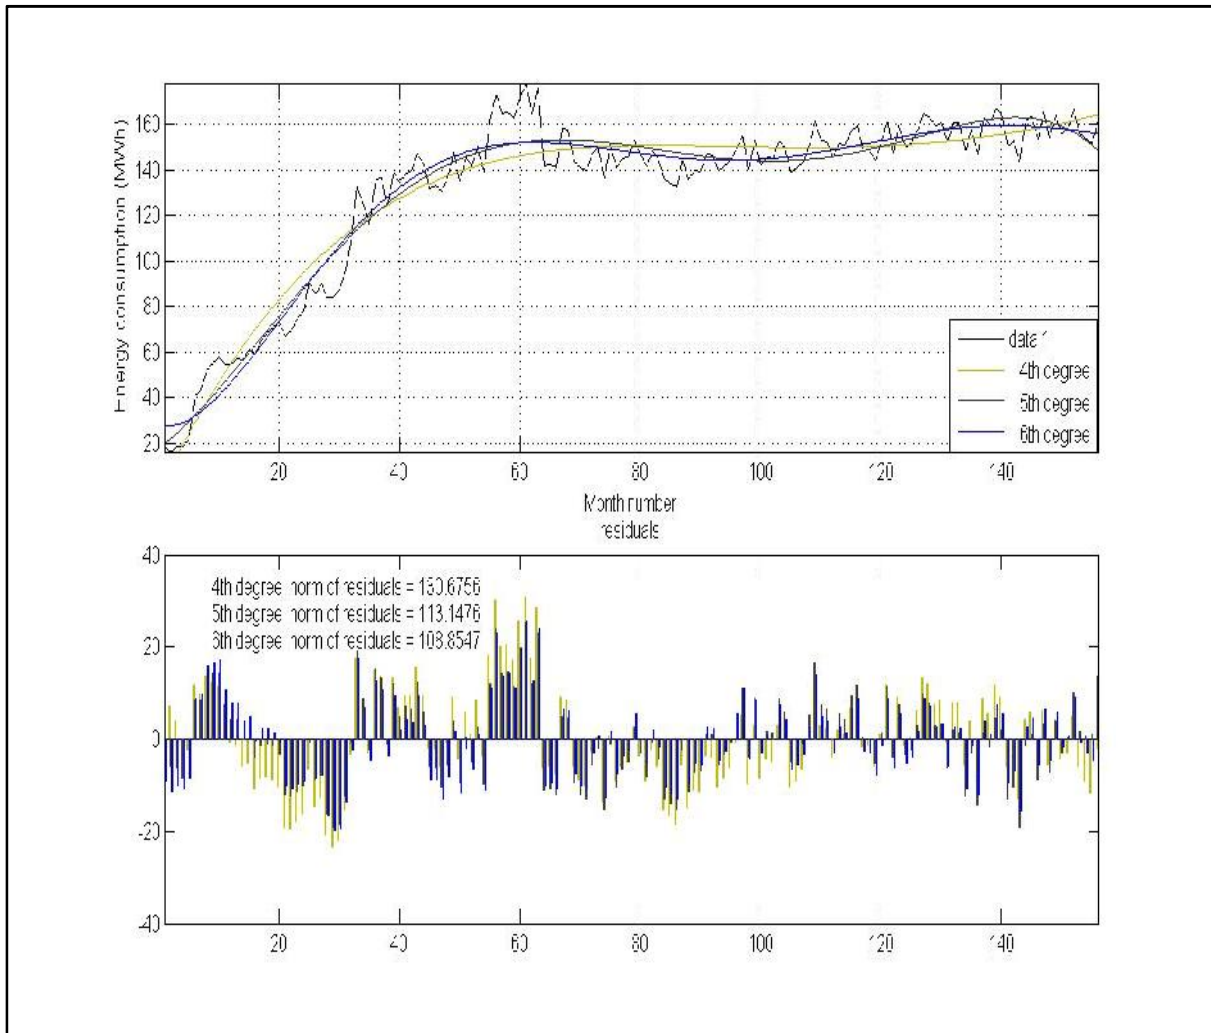 Energy consumption (MWh)
160
140
120
100
80
60
40
20
data 1
4th degree
5th degree
6th degree
20
40
60
80
100
120
140
Month number
residuals
40
20
0
-20
-40
4th degree norm of residuals = 130.6756
5th degree norm of residuals = 113.1476
6th degree norm of residuals = 108.8547
20
40
60
80
100
120
140